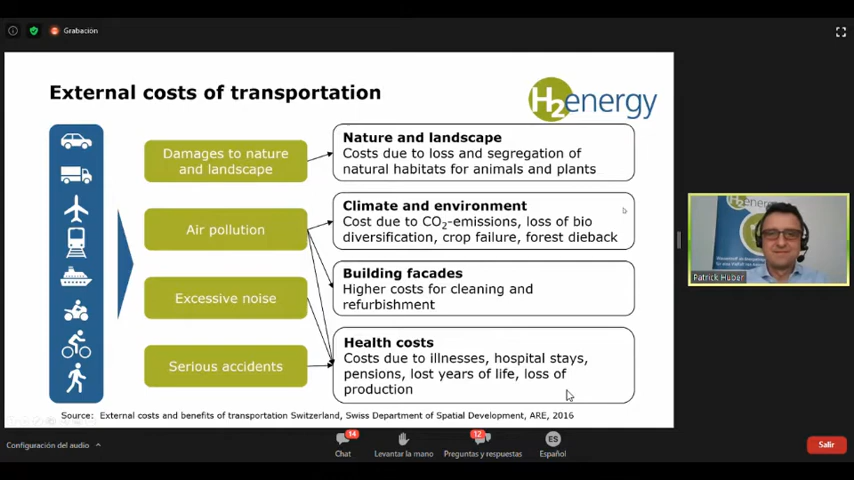 Grabación
External costs of transportation
H2energy
Damages to nature
and landscape
Nature and landscape
Costs due to loss and segregation of
natural habitats for animals and plants
Air pollution
Climate and environment
Cost due to CO2-emissions, loss of bio
diversification, crop failure, forest dieback
Building facades
Higher costs for cleaning and
refurbishment
Excessive noise
Health costs
Costs due to illnesses, hospital stays,
pensions, lost years of life, loss of
production
Serious accidents
Source: External costs and benefits of transportation Switzerland, Swiss Department of Spatial Development, ARE, 2016
energy
Patrick Huber
Configuración del audio
14
Chat
Levantar la mano
12
Preguntas y respuestas
ES
Español
Salir